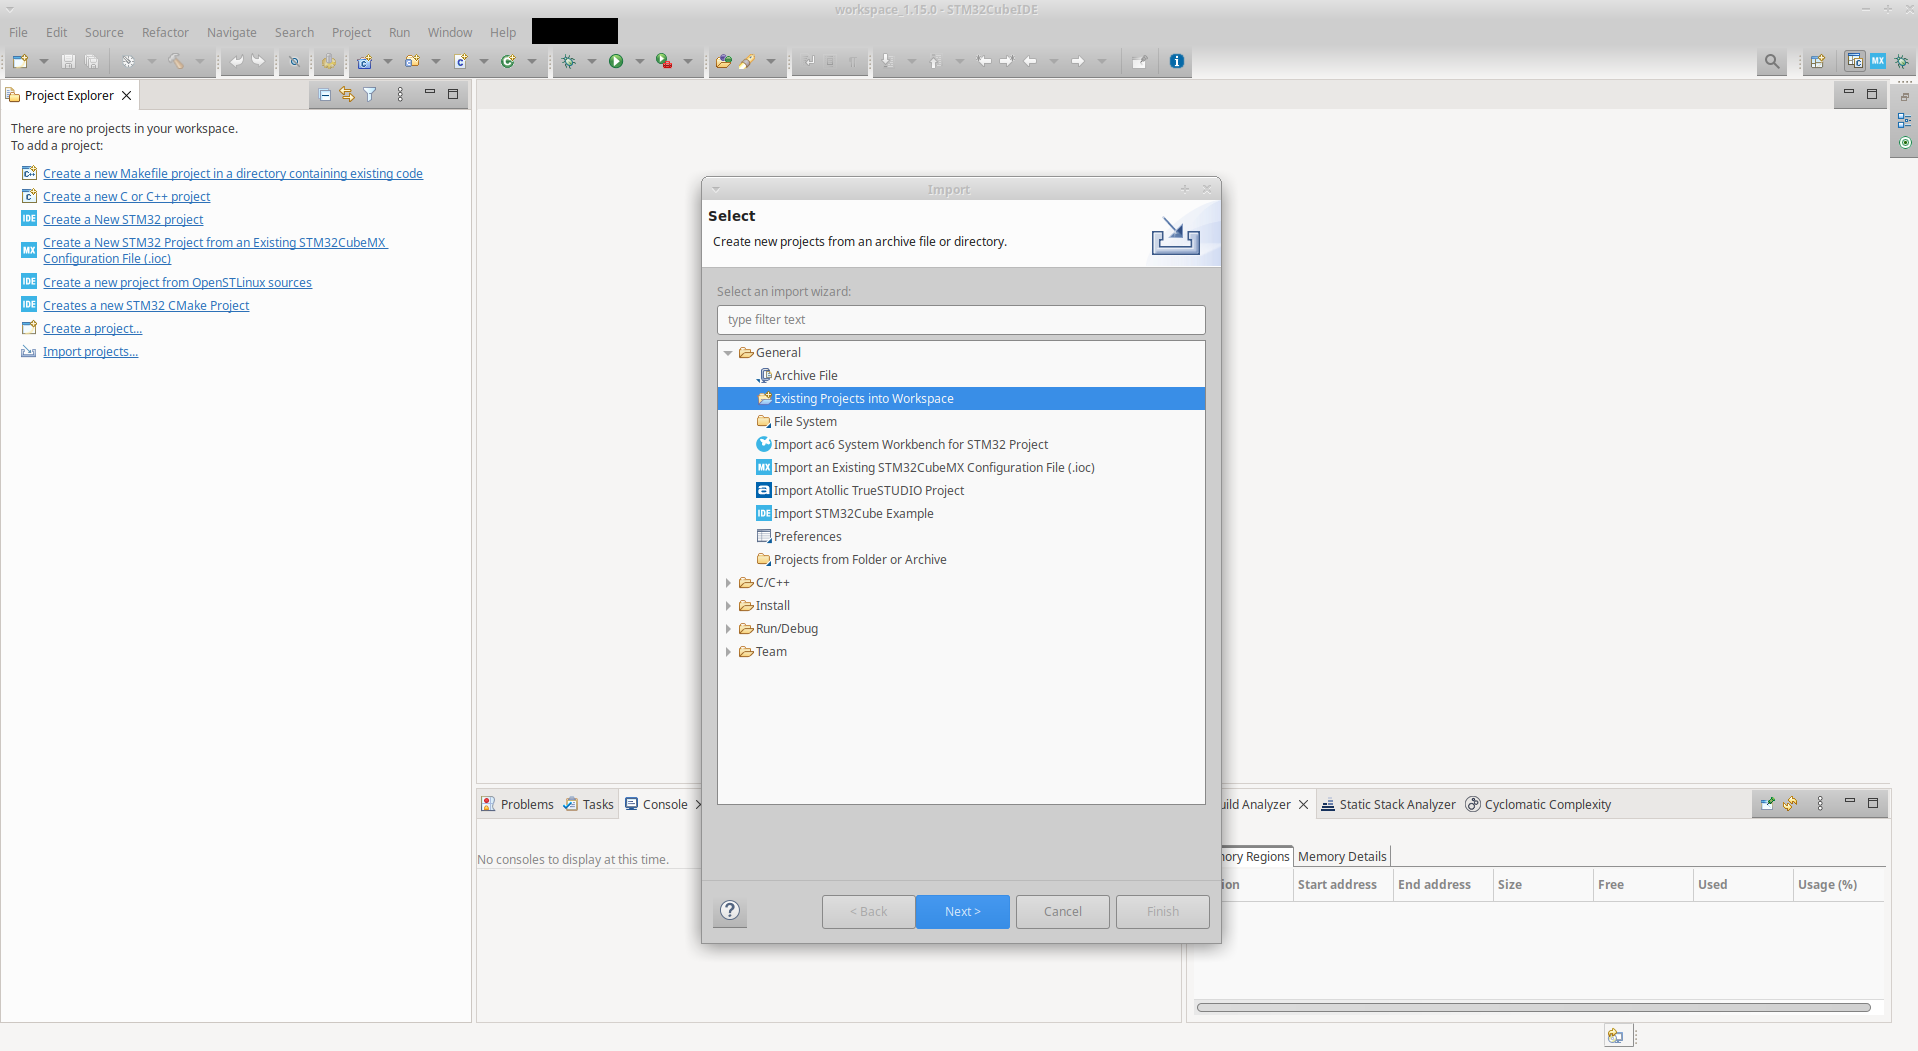 workspace_1.15.0 - STM32CubeIDE
File Edit Source Refactor Navigate Search Project Run Window Help
Project Explorer
There are no projects in your workspace.
To add a project:
Create a new Makefile project in a directory containing existing code
Create a new C or C++ project
IDE Create a New STM32 project
MX Create a New STM32 Project from an Existing STM32CubeMX
Configuration File (.ioc)
IDE Create a new project from OpenSTLinux sources
IDE Creates a new STM32 CMake Project
Create a project...
Import projects...
MX
Import
Select
Create new projects from an archive file or directory.
Select an import wizard:
type filter text
General
Archive File
Existing Projects into Workspace
File System
Import ac6 System Workbench for STM32 Project
MX Import an Existing STM32CubeMX Configuration File (.ioc)
Import Atollic TrueSTUDIO Project
IDE Import STM32Cube Example
Preferences
Projects from Folder or Archive
C/C++
Install
Run/Debug
Team
< Back Next > Cancel Finish
Problems Tasks Console
No consoles to display at this time.
uild Analyzer Static Stack Analyzer Cyclomatic Complexity
ory Regions Memory Details
ion Start address End address Size Free Used Usage (%)